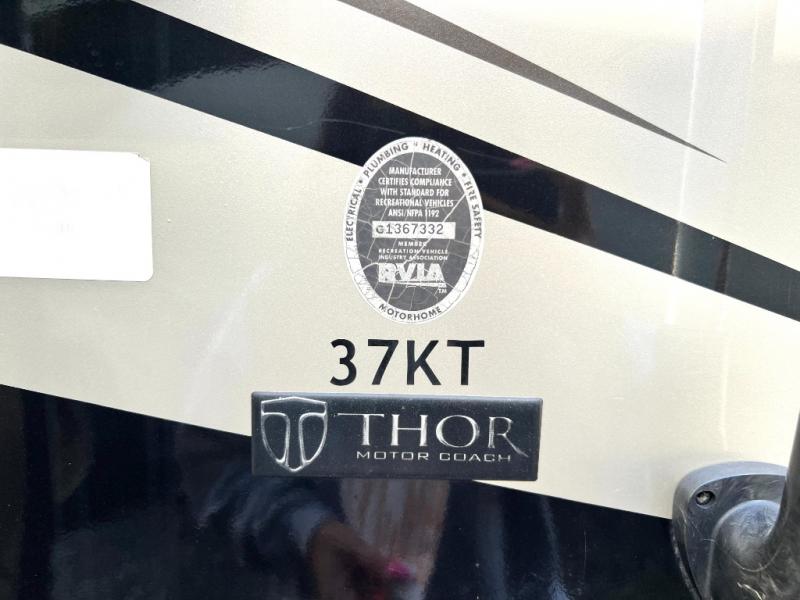 ELECTRICAL • PLUMBING • HEATING • FIRE SAFETY
MANUFACTURER
CERTIFIES COMPLIANCE
WITH STANDARD FOR
RECREATIONAL VEHICLES
ANSI/NFPA 1192
G1367332
MEMBER
RECREATION VEHICLE
INDUSTRY ASSOCIATION
RVIA
TM
MOTORHOME
37KT
THOR
MOTOR COACH